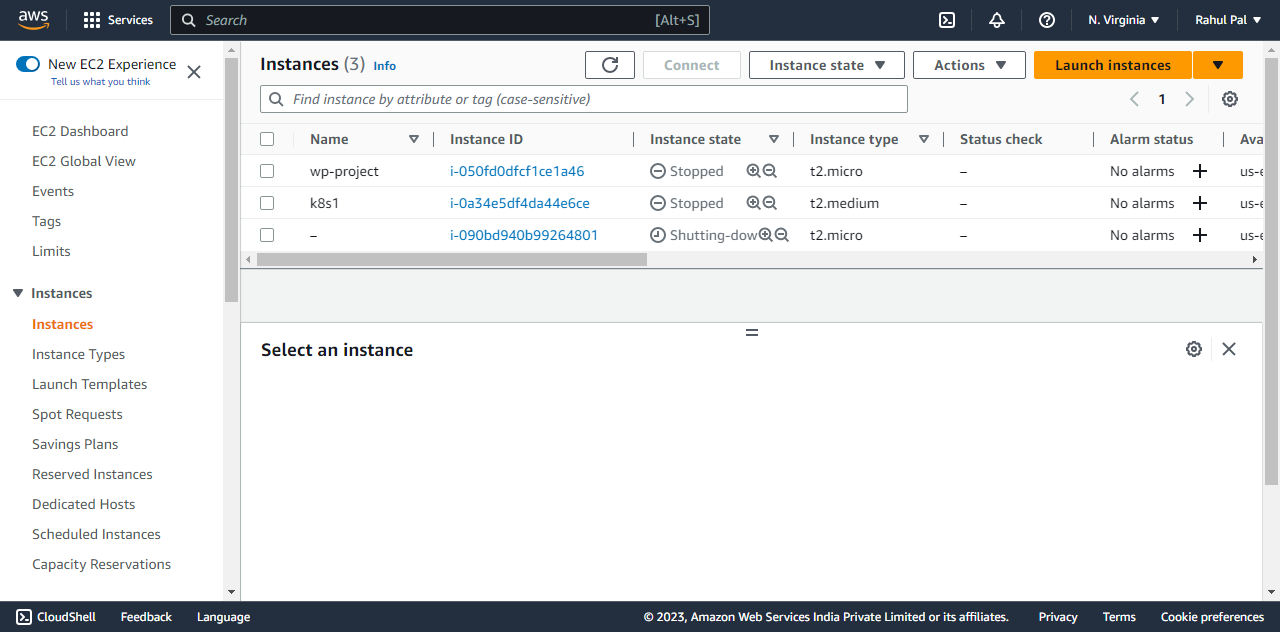 aws Services Search [Alt+S] N. Virginia Rahul Pal
New EC2 Experience
Tell us what you think
EC2 Dashboard
EC2 Global View
Events
Tags
Limits
Instances
Instances
Instance Types
Launch Templates
Spot Requests
Savings Plans
Reserved Instances
Dedicated Hosts
Scheduled Instances
Capacity Reservations
Instances (3) Info Connect Instance state Actions Launch instances
Find instance by attribute or tag (case-sensitive) 1
Name Instance ID Instance state Instance type Status check Alarm status Ava
wp-project i-050fd0dfcf1ce1a46 Stopped t2.micro – No alarms us-e
k8s1 i-0a34e5df4da44e6ce Stopped t2.medium – No alarms us-e
– i-090bd940b99264801 Shutting-dow t2.micro – No alarms us-e
Select an instance
CloudShell Feedback Language © 2023, Amazon Web Services India Private Limited or its affiliates. Privacy Terms Cookie preferences